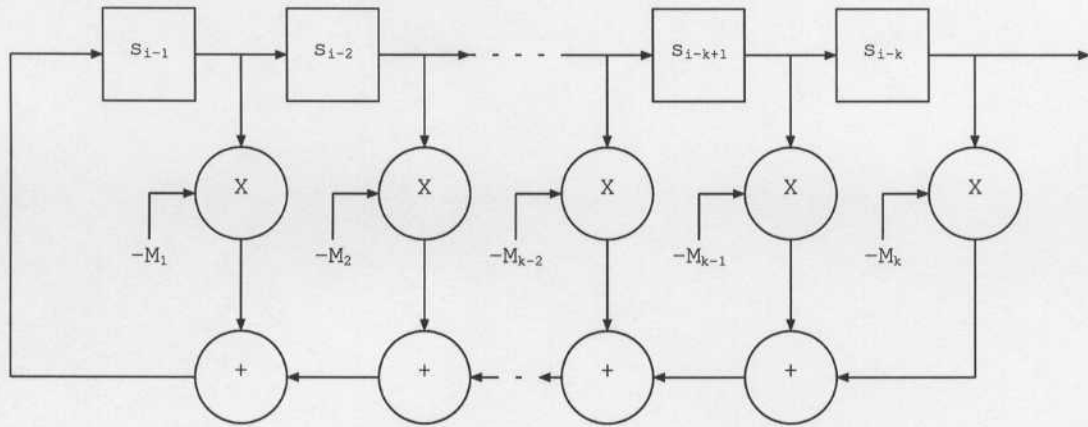 S_{i-1} S_{i-2} S_{i-k+1} S_{i-k}
X X X X X
-M_1 -M_2 -M_{k-2} -M_{k-1} -M_k
+ + + +